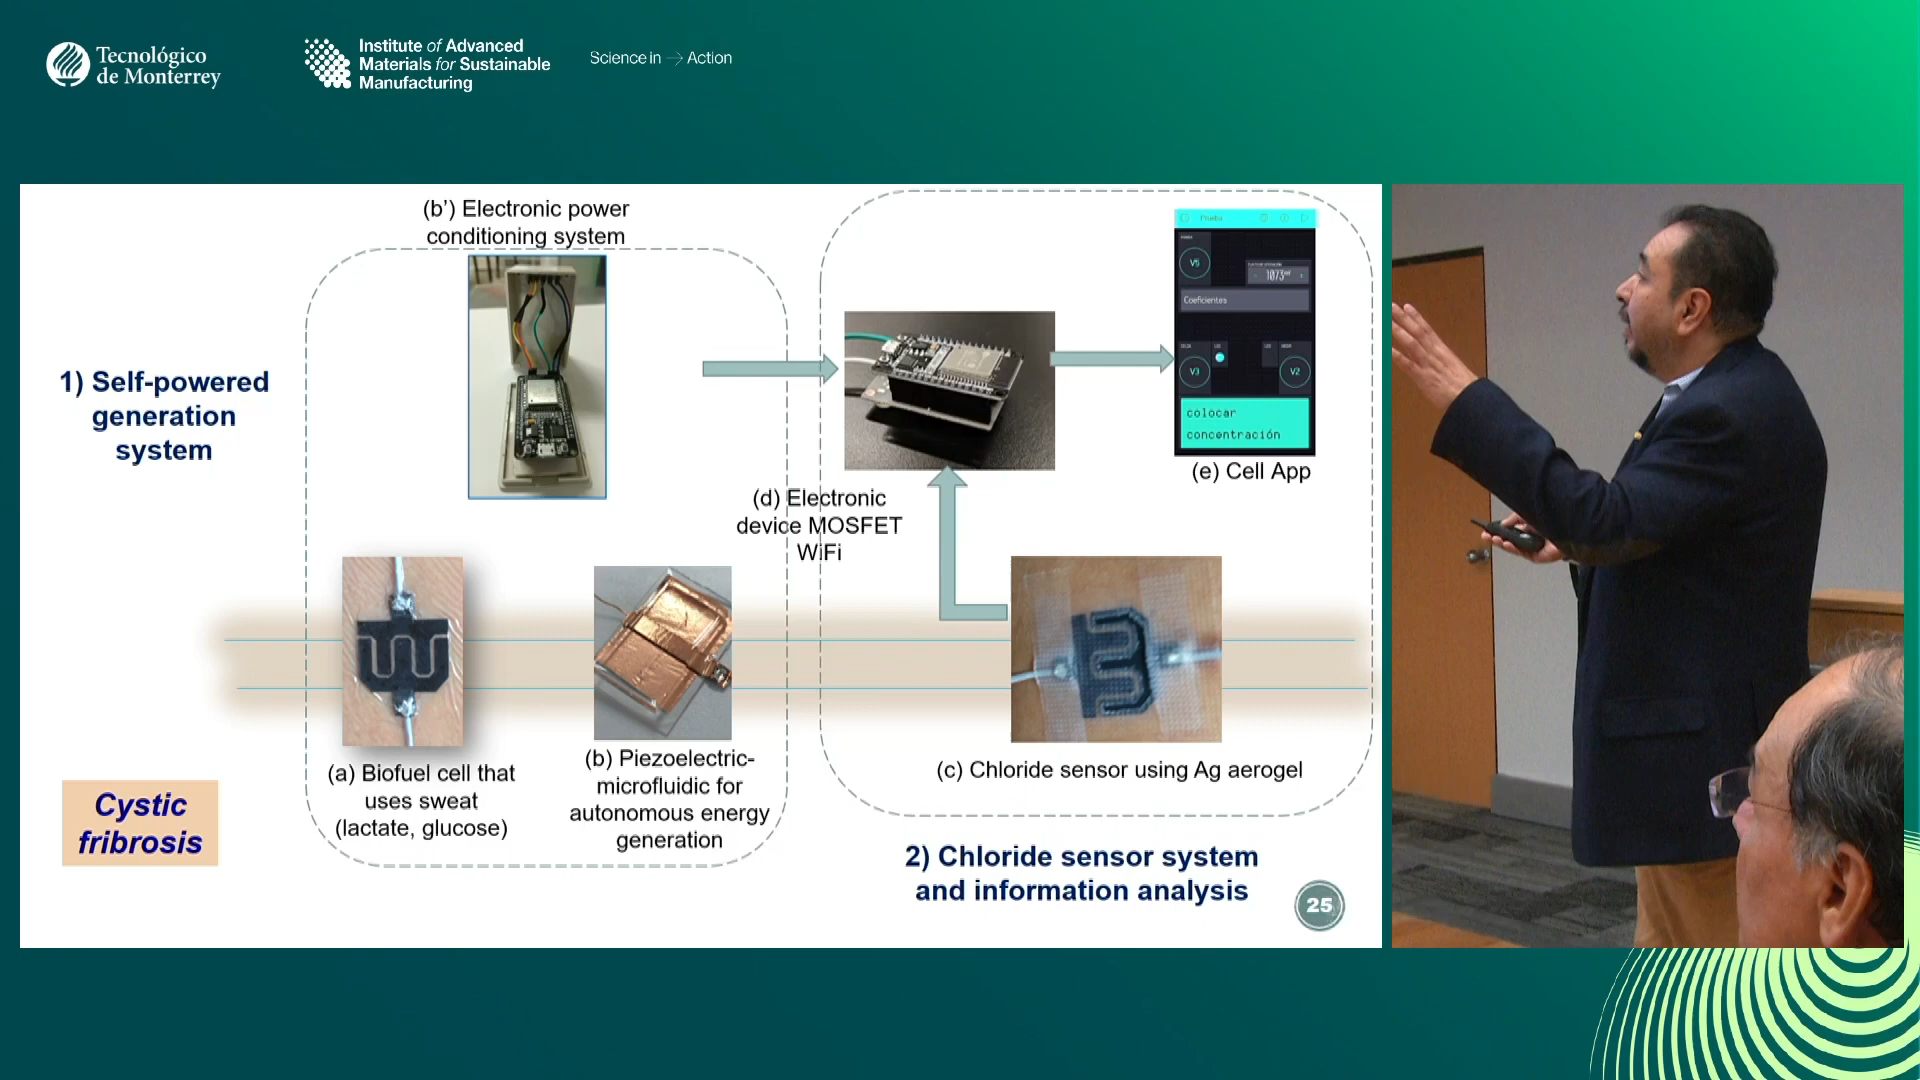 Tecnológico
de Monterrey
Institute of Advanced
Materials for Sustainable
Manufacturing
Science in → Action
(b’) Electronic power
conditioning system
1) Self-powered
generation
system
Prueba
V5
1073
Coeficientes
V3
V2
colocar
concentración
(e) Cell App
(d) Electronic
device MOSFET
WiFi
(a) Biofuel cell that
uses sweat
(lactate, glucose)
(b) Piezoelectric-
microfluidic for
autonomous energy
generation
(c) Chloride sensor using Ag aerogel
Cystic
fribrosis
2) Chloride sensor system
and information analysis
25